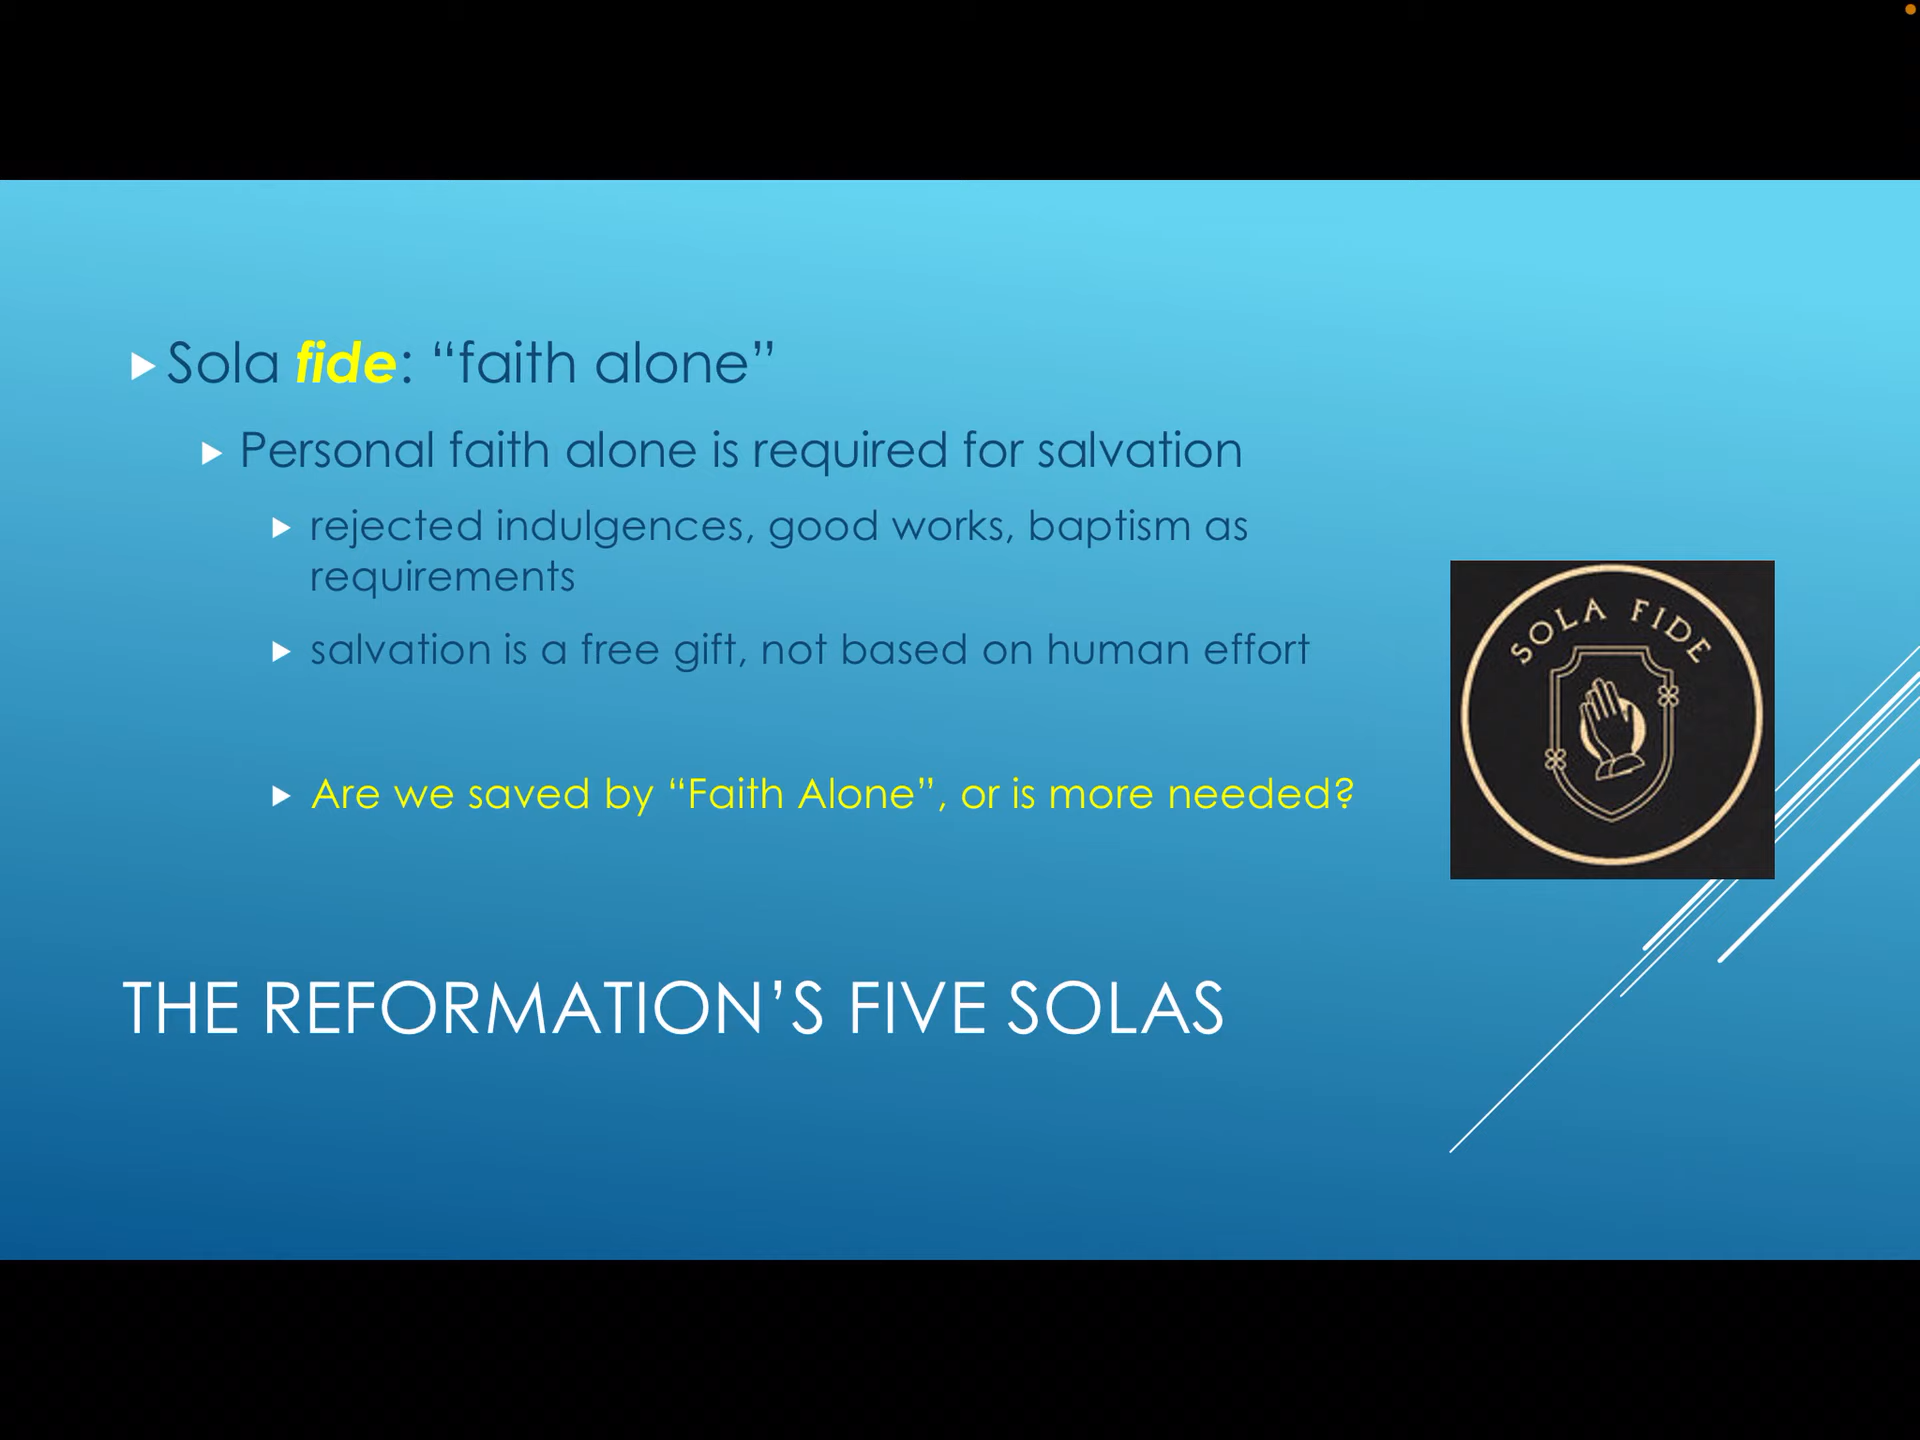 Sola fide: “faith alone”
Personal faith alone is required for salvation
rejected indulgences, good works, baptism as
requirements
salvation is a free gift, not based on human effort
Are we saved by “Faith Alone”, or is more needed?
SOLA FIDE
THE REFORMATION’S FIVE SOLAS